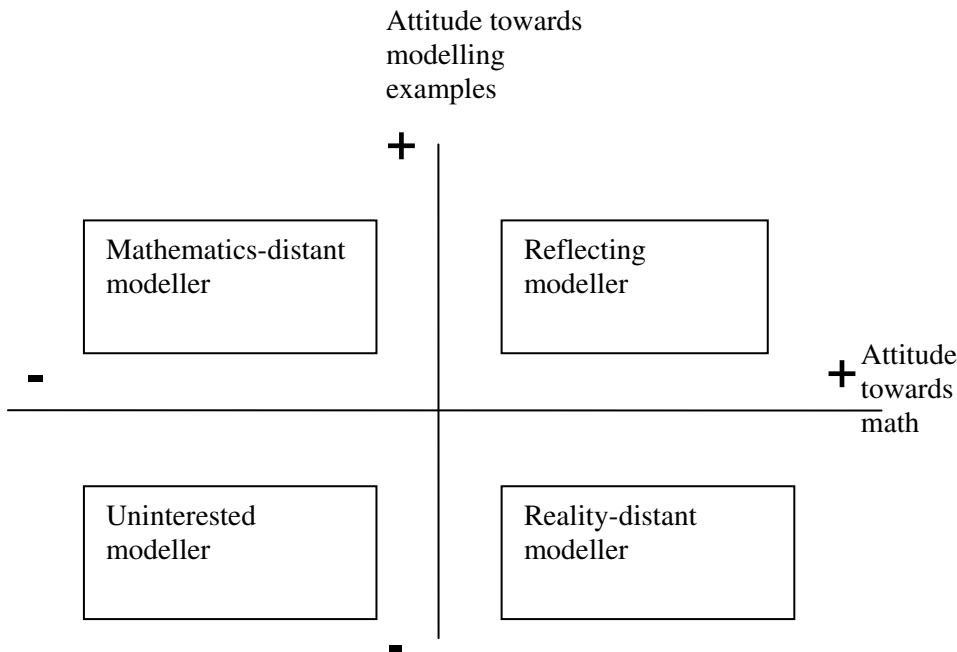 Attitude towards
modelling
examples
+
Mathematics-distant
modeller
Reflecting
modeller
-
+
Attitude
towards
math
Uninterested
modeller
Reality-distant
modeller
-